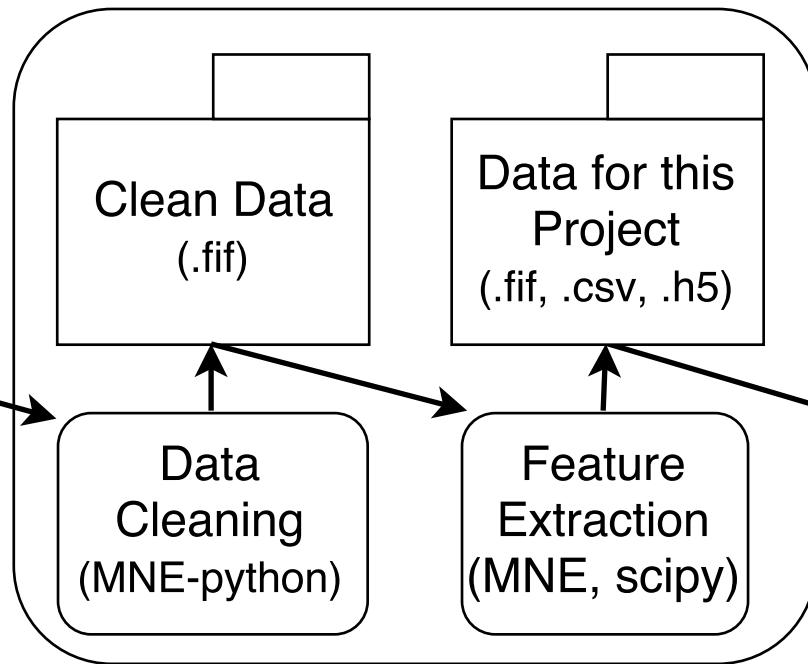 Clean Data
(.fif)
Data for this
Project
(.fif, .csv, .h5)
Data
Cleaning
(MNE-python)
Feature
Extraction
(MNE, scipy)